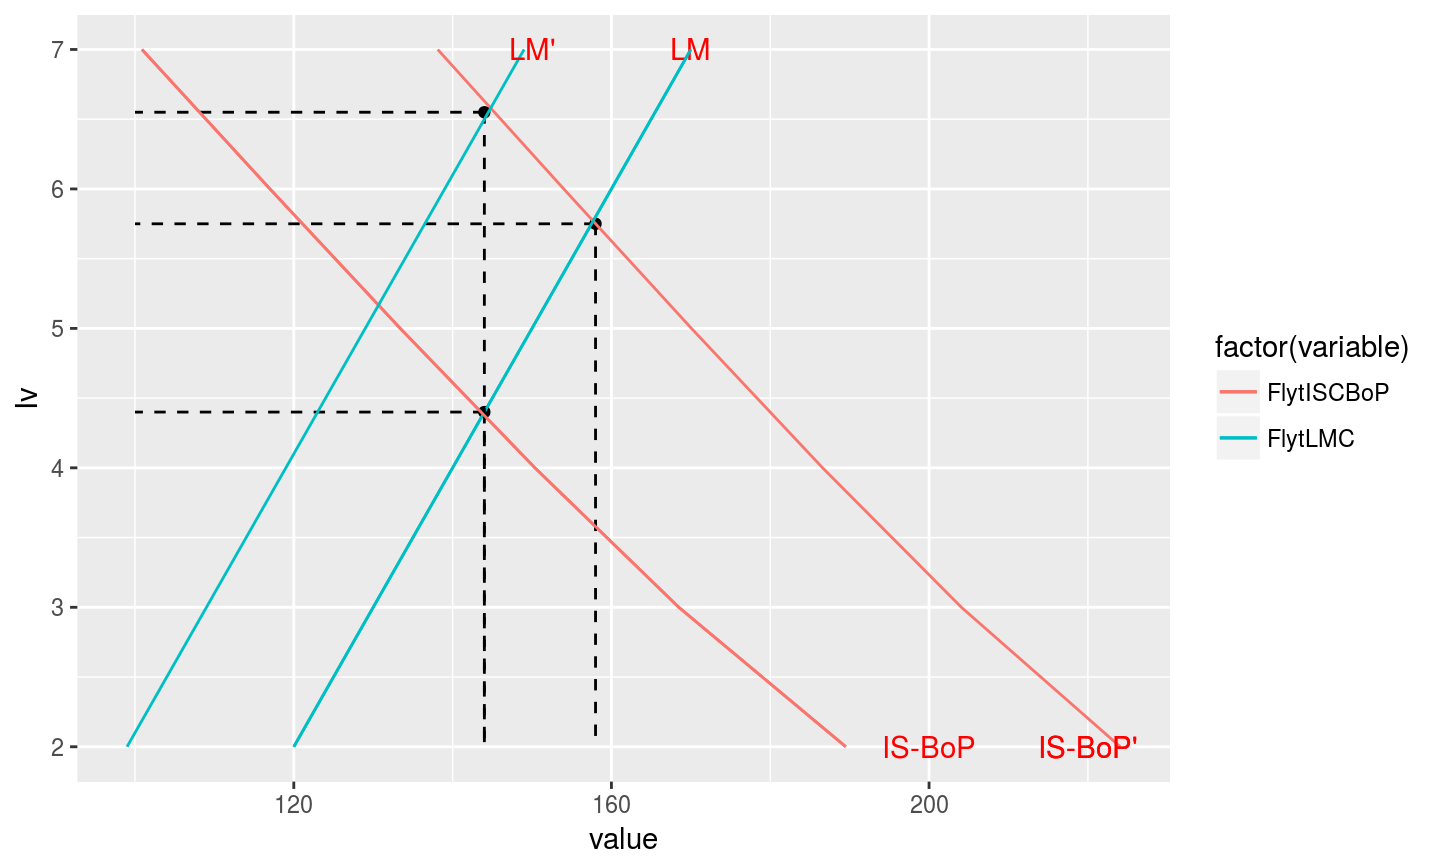 LM' LM
7
6
5
4
3
2
Iv
IS-BoP IS-BoP'
120 160 200
value
factor(variable)
FlytISCBoP
FlytLMC